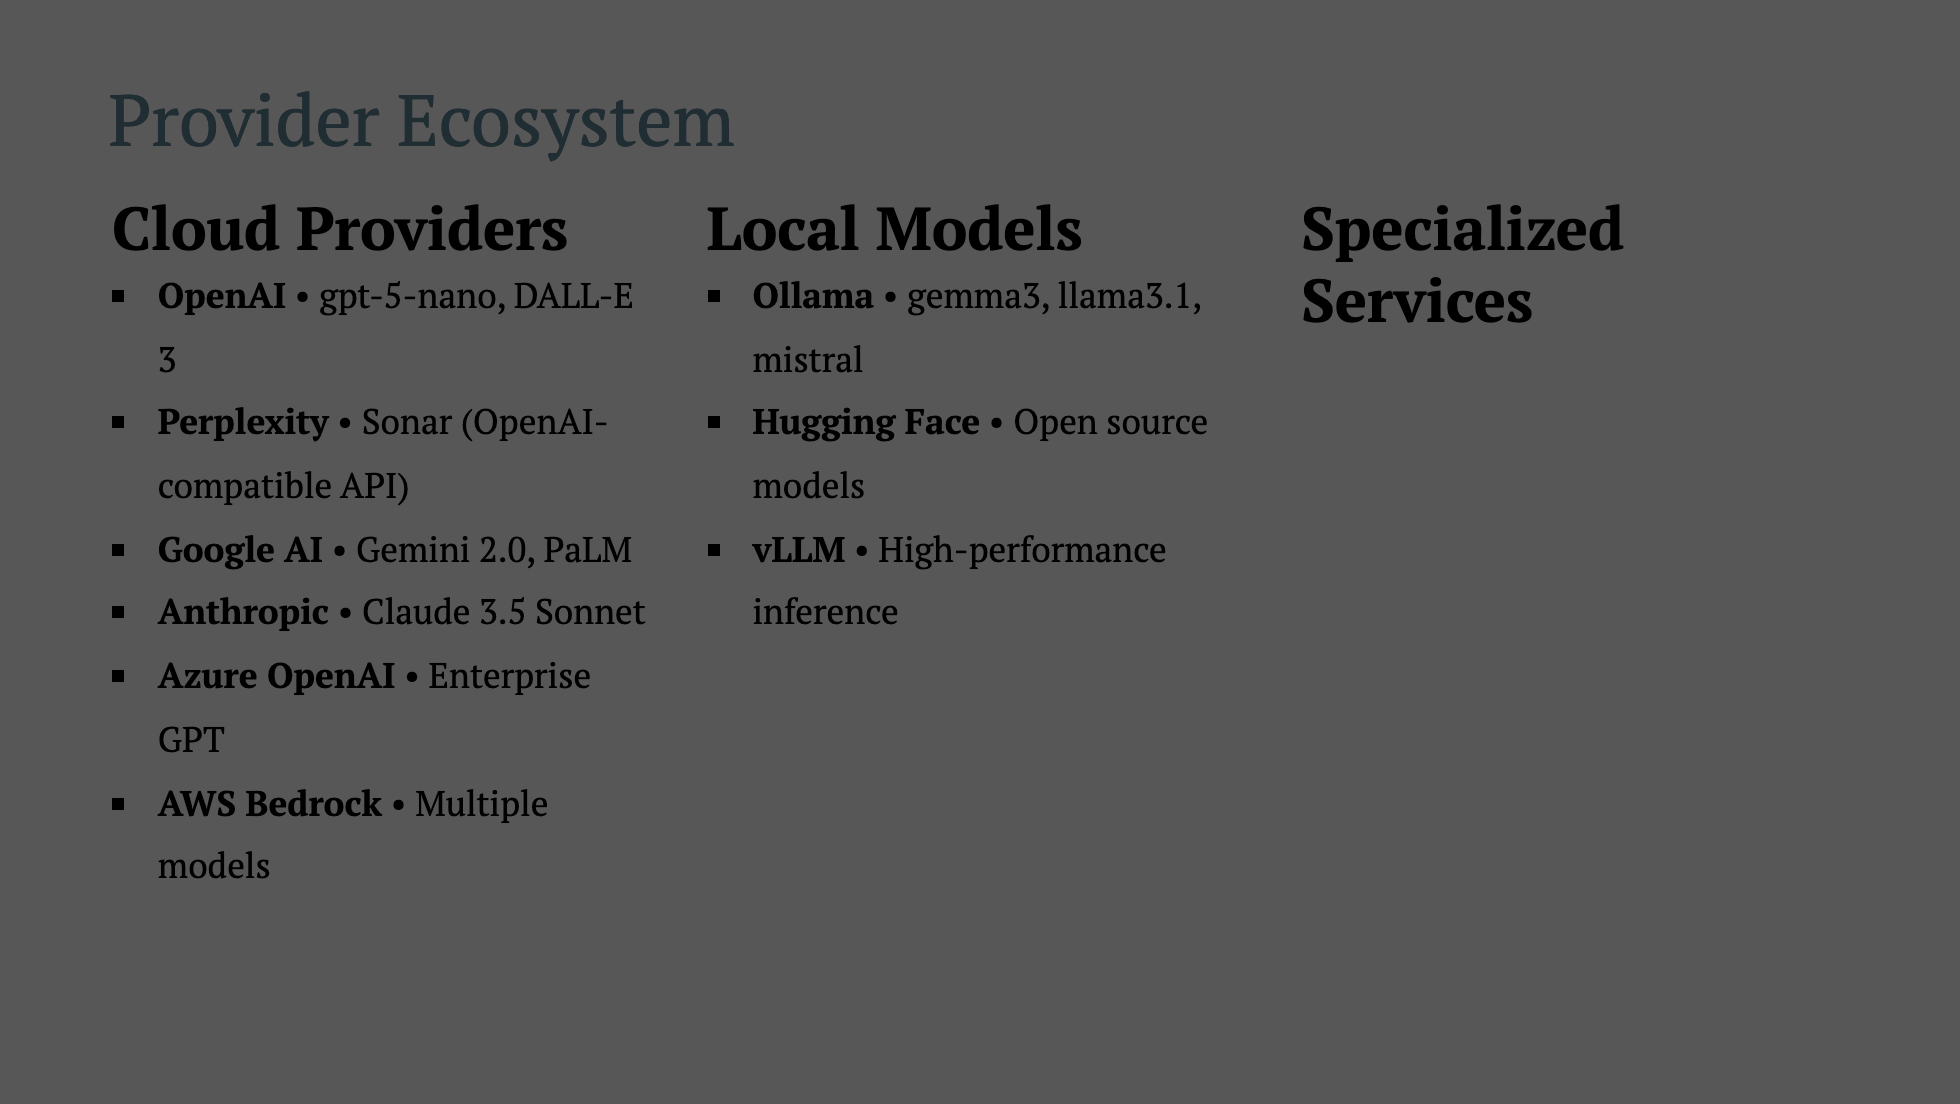 Provider Ecosystem
Cloud Providers
▪ OpenAI • gpt-5-nano, DALL-E
3
▪ Perplexity • Sonar (OpenAI-
compatible API)
▪ Google AI • Gemini 2.0, PaLM
▪ Anthropic • Claude 3.5 Sonnet
▪ Azure OpenAI • Enterprise
GPT
▪ AWS Bedrock • Multiple
models
Local Models
▪ Ollama • gemma3, llama3.1,
mistral
▪ Hugging Face • Open source
models
▪ vLLM • High-performance
inference
Specialized
Services